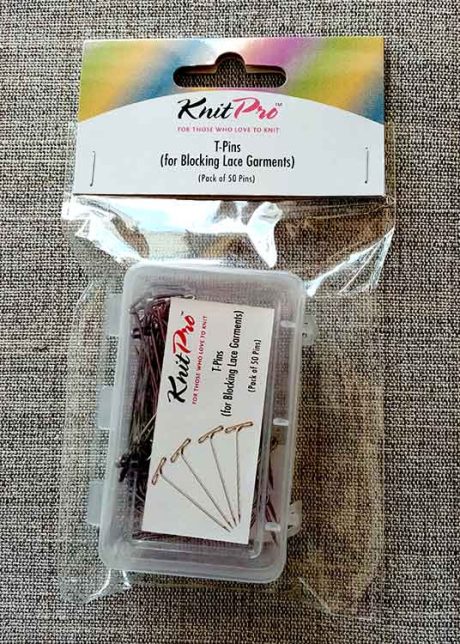 KnitPro™
FOR THOSE WHO LOVE TO KNIT
T-Pins
(for Blocking Lace Garments)
(Pack of 50 Pins)
KnitPro™
FOR THOSE WHO LOVE TO KNIT
T-Pins
(for Blocking Lace Garments)
(Pack of 50 Pins)